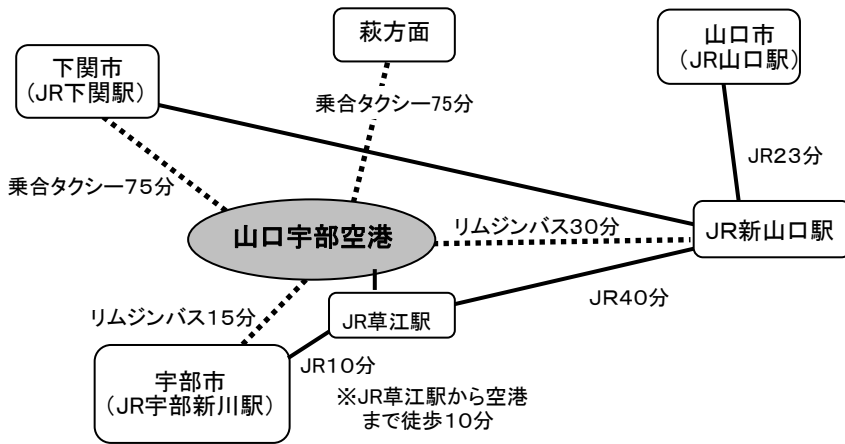 萩方面
下関市
(JR下関駅)
山口市
(JR山口駅)
乗合タクシー75分
JR23分
乗合タクシー75分
山口宇部空港
リムジンバス30分
JR新山口駅
リムジンバス15分
JR草江駅
JR40分
宇部市
(JR宇部新川駅)
JR10分
※JR草江駅から空港
まで徒歩10分